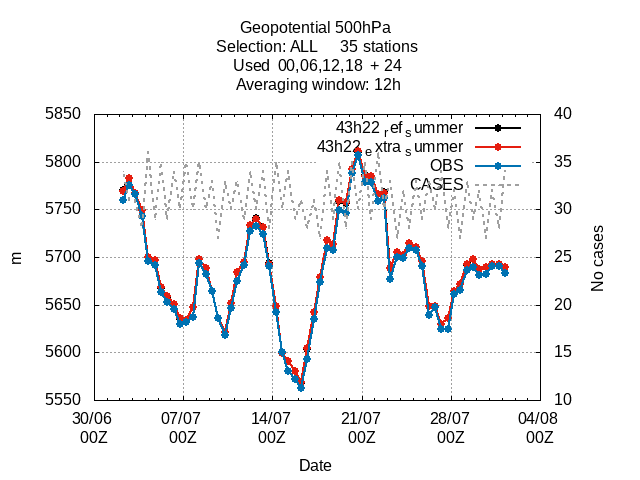 Geopotential 500hPa
Selection: ALL 35 stations
Used 00,06,12,18 + 24
Averaging window: 12h
5850
5800
5750
5700
5650
5600
5550
40
35
30
25
20
15
10
43h22refsummer
43h22extrasummer
OBS
CASES
m
No cases
30/06 07/07 14/07 21/07 28/07 04/08
00Z 00Z 00Z 00Z 00Z 00Z
Date